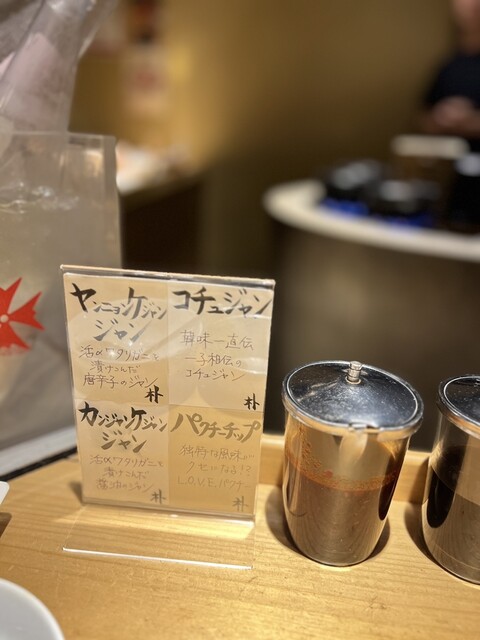 ヤンニョンケジャン
ジャン
活〆ワタリガニを
漬けこんだ
唐辛子のジャン
朴
コチュジャン
韓味一直伝
一子相伝の
コチュジャン
朴
カンジャンケジャン
ジャン
活〆ワタリガニを
漬けこんだ
醤油のジャン
朴
パクチーチップ
独特な風味が
クセになる!?
LOVEパクチー
朴